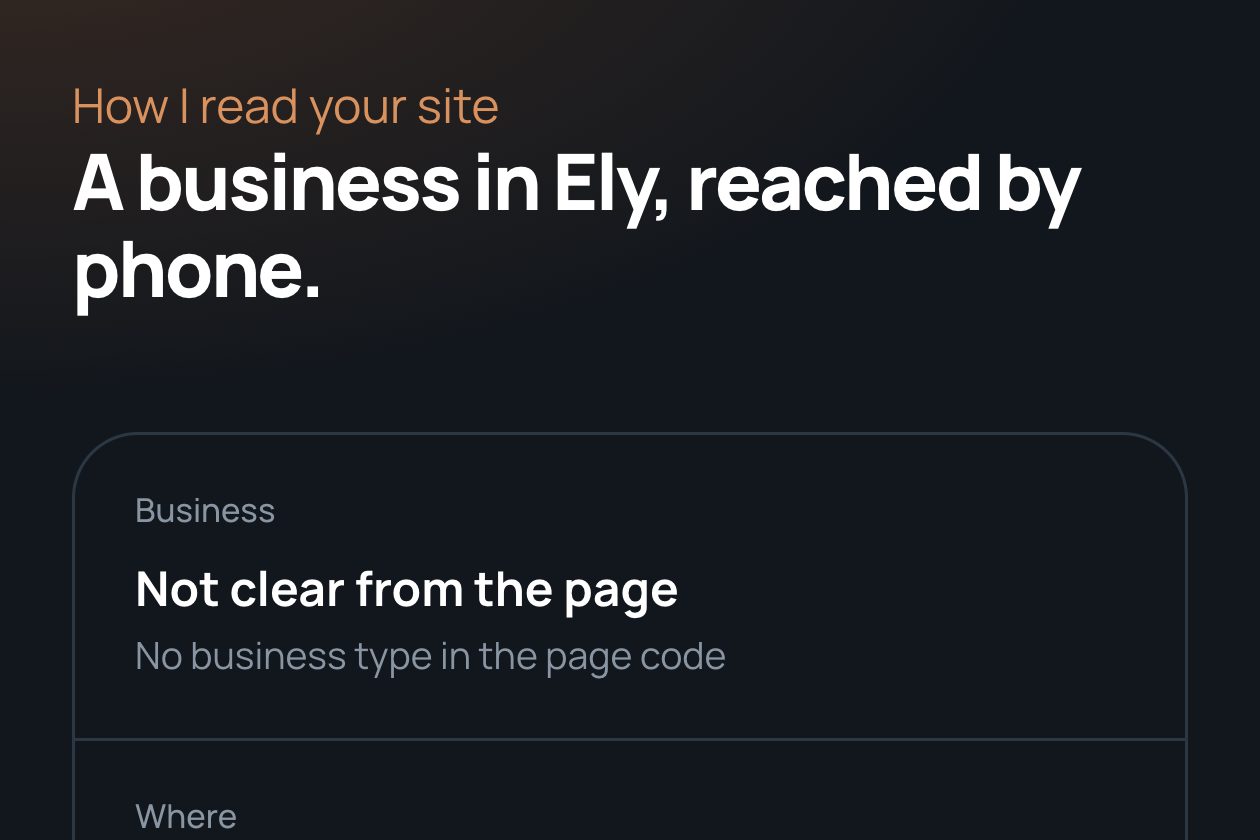 How I read your site
A business in Ely, reached by
phone.
Business
Not clear from the page
No business type in the page code
Where